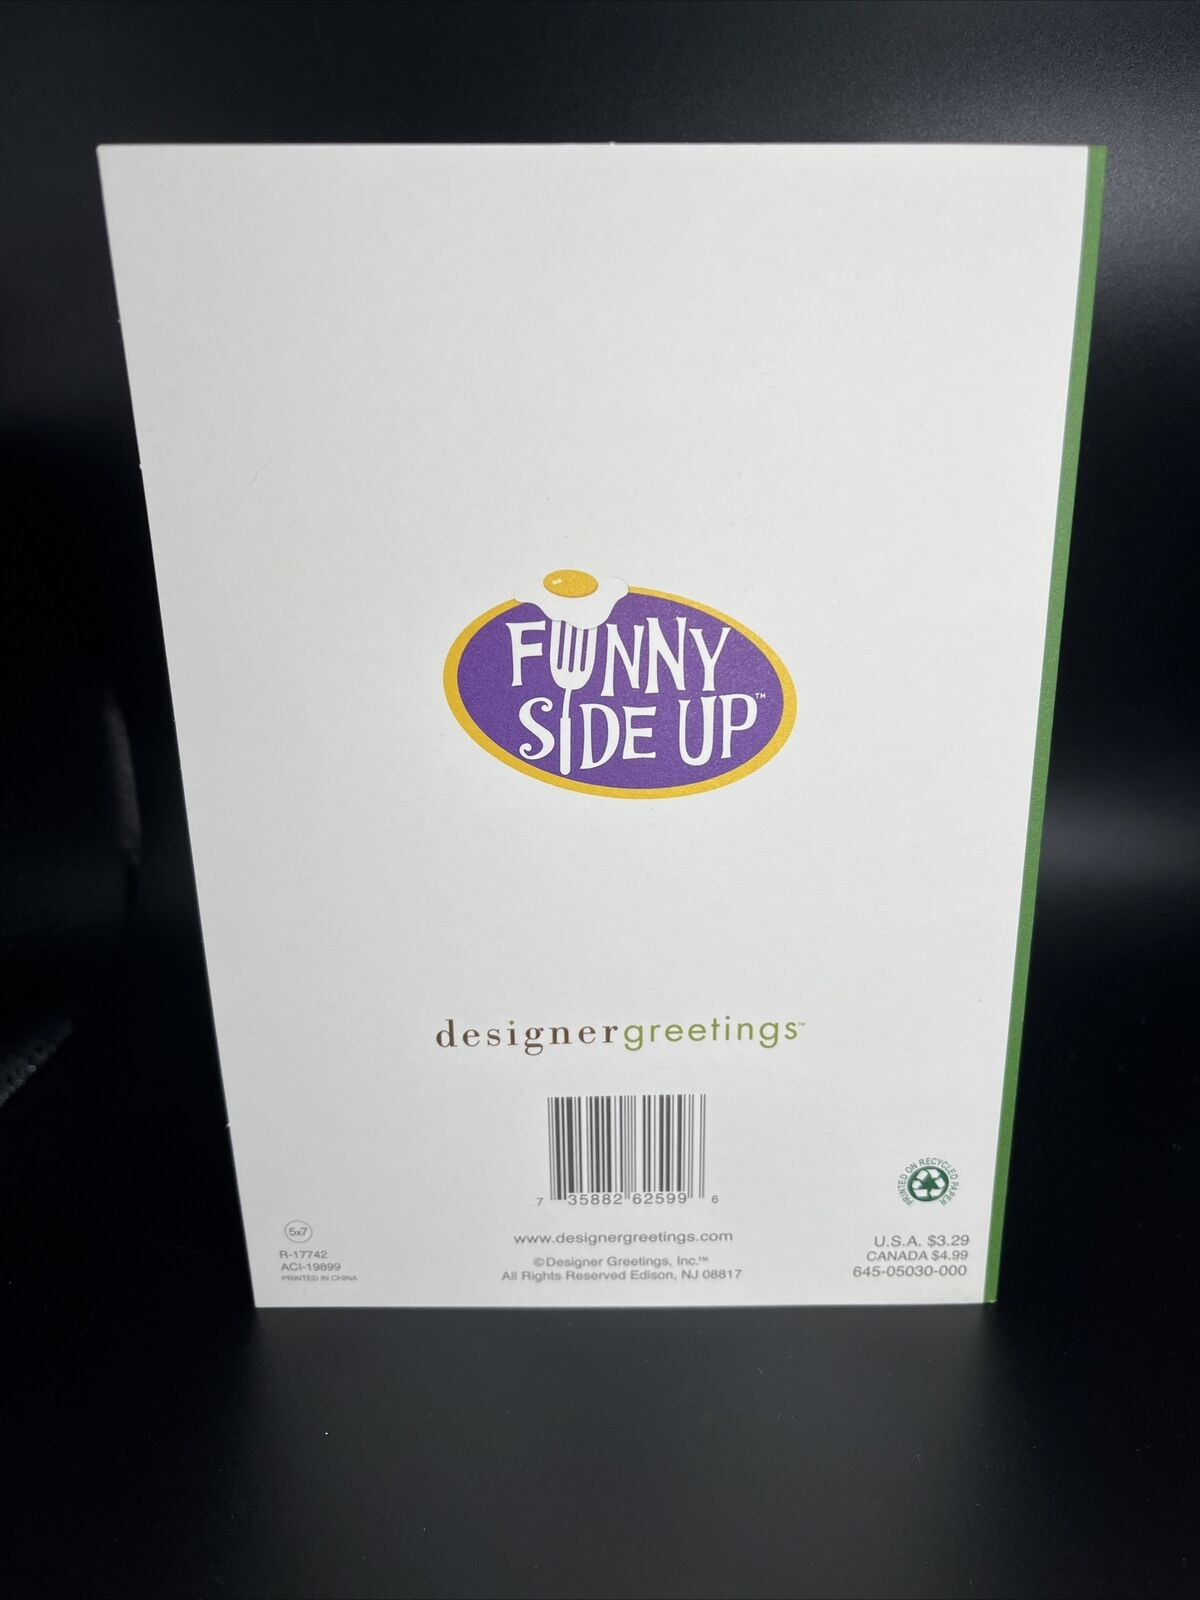 FUNNY
SIDE UP™
designergreetings™
7 35882 62599 6
PRINTED ON RECYCLED PAPER
5x7
R-17742
ACI-19899
PRINTED IN CHINA
www.designergreetings.com
©Designer Greetings, Inc.™
All Rights Reserved Edison, NJ 08817
U.S.A. $3.29
CANADA $4.99
645-05030-000